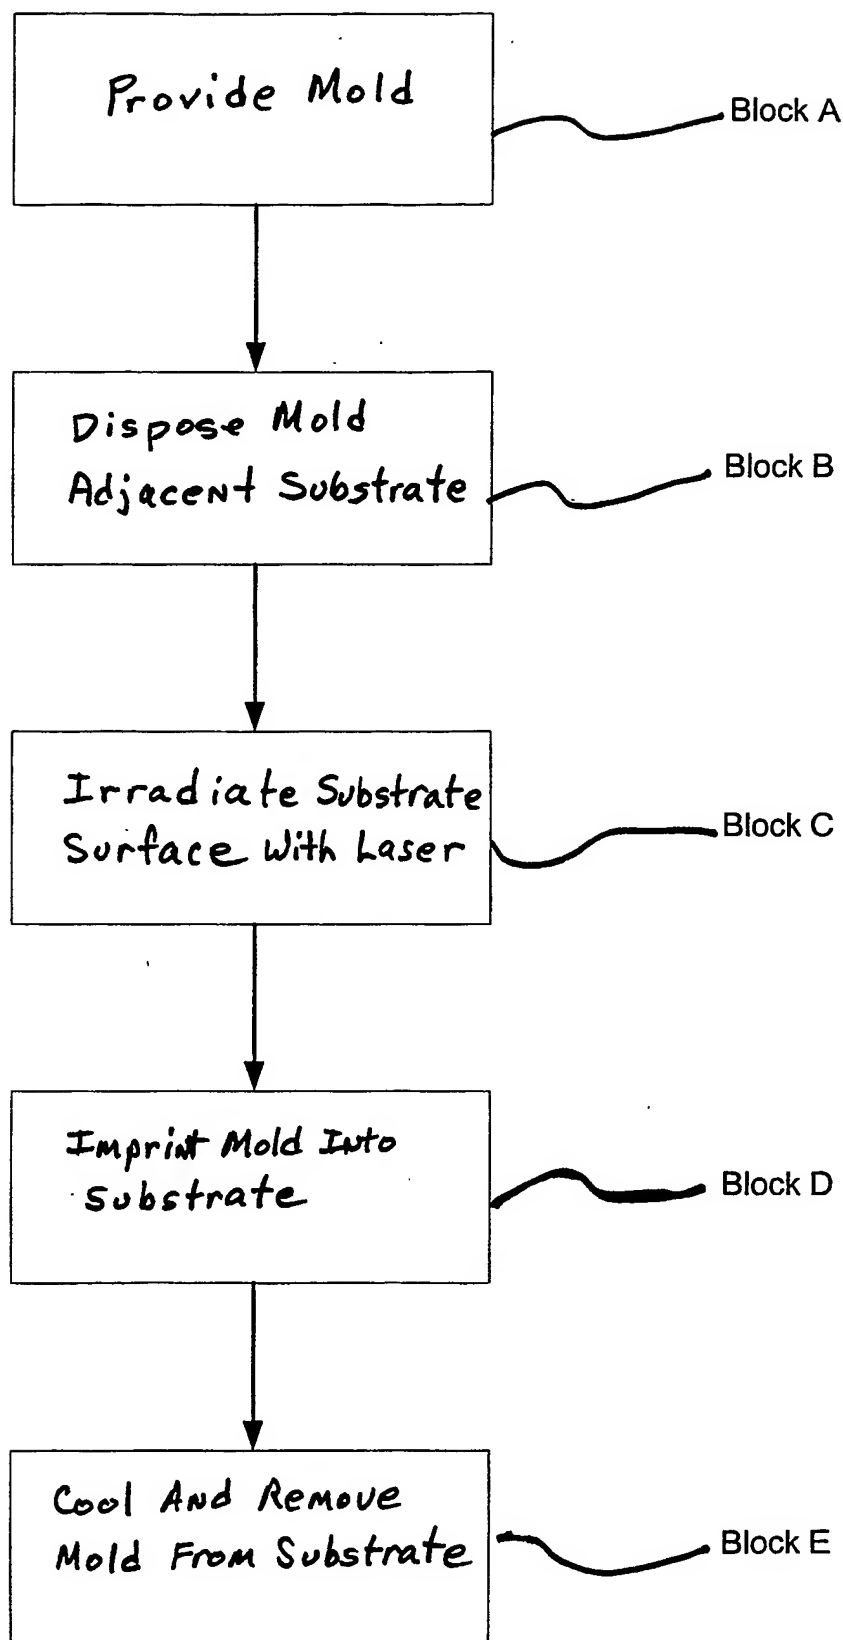 Provide Mold
Block A
Dispose Mold
Adjacent Substrate
Block B
Irradiate Substrate
Surface With Laser
Block C
Imprint Mold Into
Substrate
Block D
Cool And Remove
Mold From Substrate
Block E